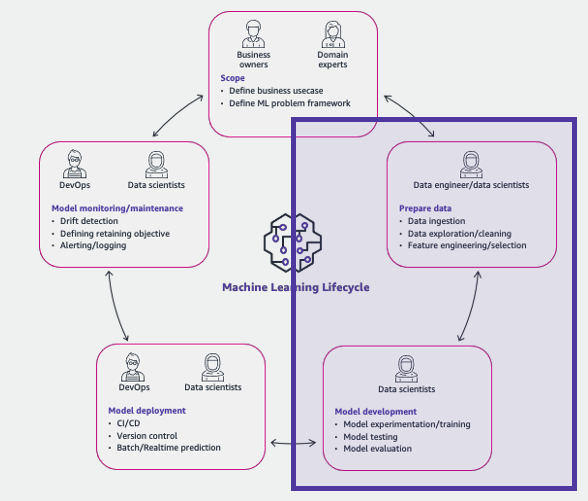 Business
owners
Domain
experts
Scope
• Define business usecase
• Define ML problem framework
DevOps
Data scientists
Model monitoring/maintenance
• Drift detection
• Defining retaining objective
• Alerting/logging
Data engineer/data scientists
Prepare data
• Data ingestion
• Data exploration/cleaning
• Feature engineering/selection
Machine Learning Lifecycle
DevOps
Data scientists
Model deployment
• CI/CD
• Version control
• Batch/Realtime prediction
Data scientists
Model development
• Model experimentation/training
• Model testing
• Model evaluation